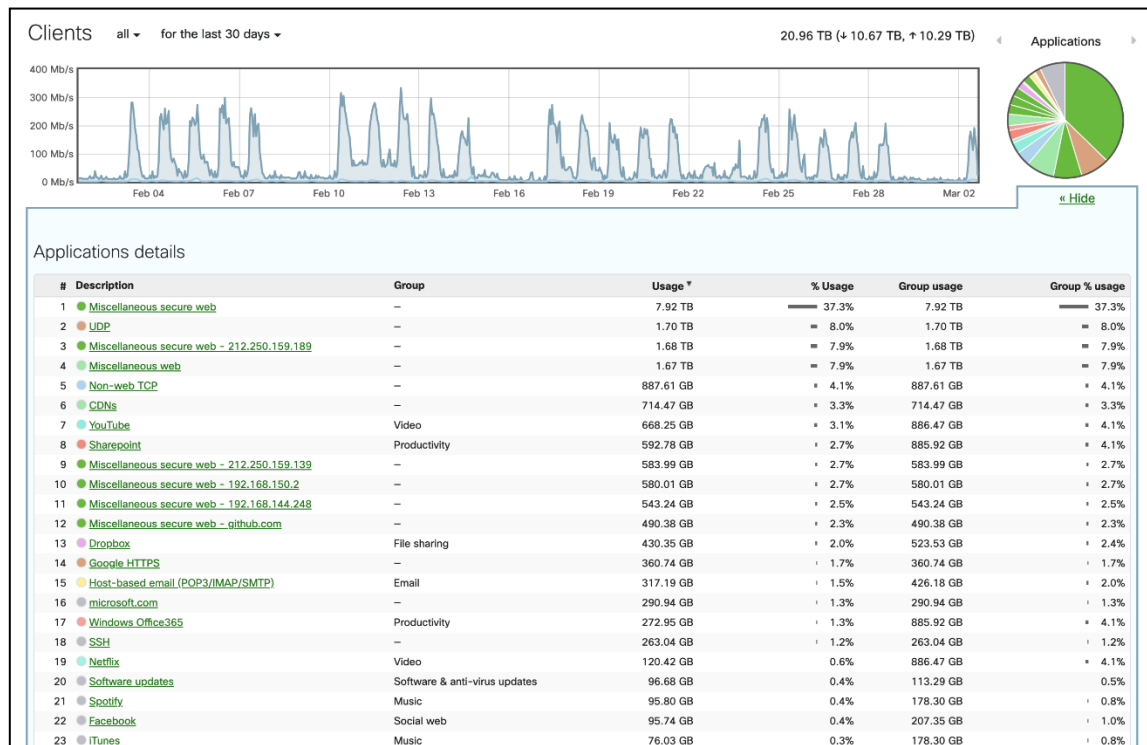 Clients all for the last 30 days 20.96 TB (↓ 10.67 TB, ↑ 10.29 TB) Applications
400 Mb/s
300 Mb/s
200 Mb/s
100 Mb/s
0 Mb/s
Feb 04 Feb 07 Feb 10 Feb 13 Feb 16 Feb 19 Feb 22 Feb 25 Feb 28 Mar 02
« Hide
Applications details
# Description Group Usage ▼ % Usage Group usage Group % usage
1 Miscellaneous secure web – 7.92 TB 37.3% 7.92 TB 37.3%
2 UDP – 1.70 TB 8.0% 1.70 TB 8.0%
3 Miscellaneous secure web - 212.250.159.189 – 1.68 TB 7.9% 1.68 TB 7.9%
4 Miscellaneous web – 1.67 TB 7.9% 1.67 TB 7.9%
5 Non-web TCP – 887.61 GB 4.1% 887.61 GB 4.1%
6 CDNs – 714.47 GB 3.3% 714.47 GB 3.3%
7 YouTube Video 668.25 GB 3.1% 886.47 GB 4.1%
8 Sharepoint Productivity 592.78 GB 2.7% 885.92 GB 4.1%
9 Miscellaneous secure web - 212.250.159.139 – 583.99 GB 2.7% 583.99 GB 2.7%
10 Miscellaneous secure web - 192.168.150.2 – 580.01 GB 2.7% 580.01 GB 2.7%
11 Miscellaneous secure web - 192.168.144.248 – 543.24 GB 2.5% 543.24 GB 2.5%
12 Miscellaneous secure web - github.com – 490.38 GB 2.3% 490.38 GB 2.3%
13 Dropbox File sharing 430.35 GB 2.0% 523.53 GB 2.4%
14 Google HTTPS – 360.74 GB 1.7% 360.74 GB 1.7%
15 Host-based email (POP3/IMAP/SMTP) Email 317.19 GB 1.5% 426.18 GB 2.0%
16 microsoft.com – 290.94 GB 1.3% 290.94 GB 1.3%
17 Windows Office365 Productivity 272.95 GB 1.3% 885.92 GB 4.1%
18 SSH – 263.04 GB 1.2% 263.04 GB 1.2%
19 Netflix Video 120.42 GB 0.6% 886.47 GB 4.1%
20 Software updates Software & anti-virus updates 96.68 GB 0.4% 113.29 GB 0.5%
21 Spotify Music 95.80 GB 0.4% 178.30 GB 0.8%
22 Facebook Social web 95.74 GB 0.4% 207.35 GB 1.0%
23 iTunes Music 76.03 GB 0.3% 178.30 GB 0.8%